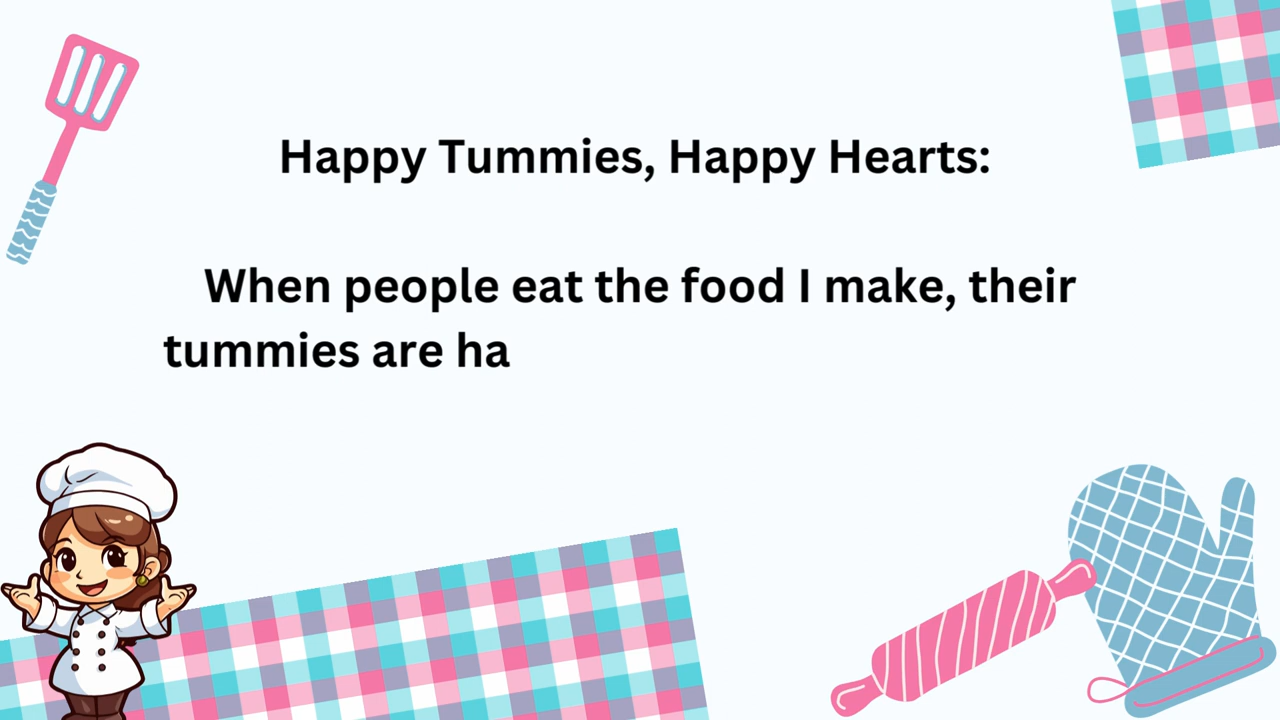 Happy Tummies, Happy Hearts:
When people eat the food I make, their
tummies are ha